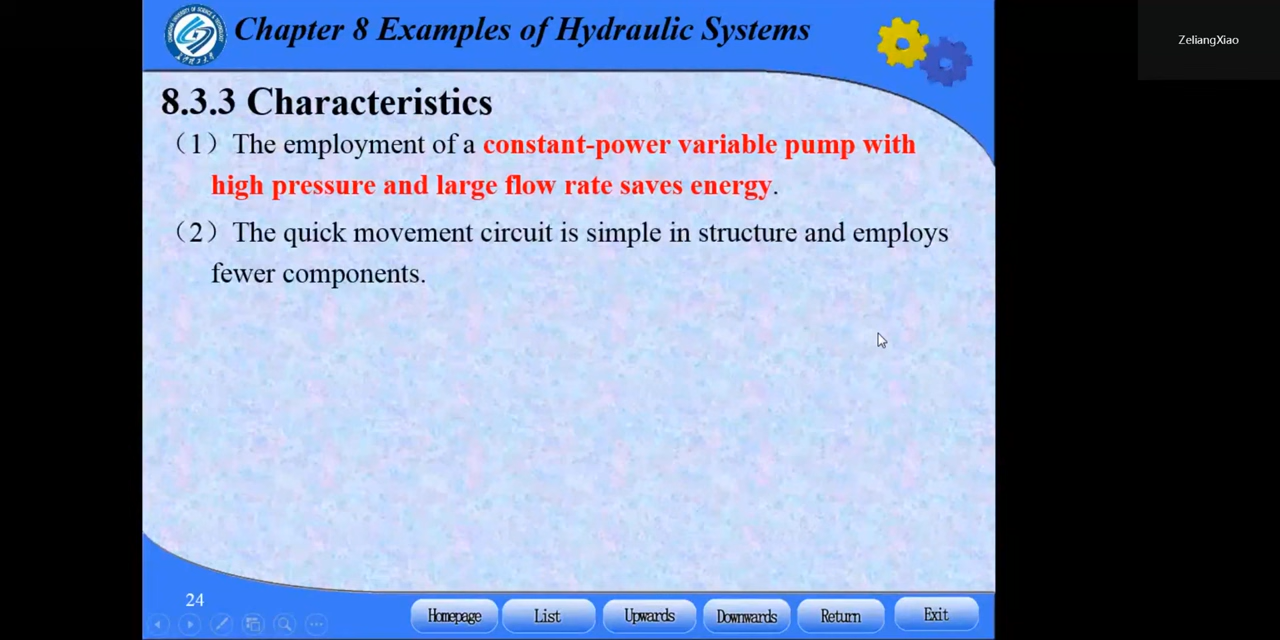 Chapter 8 Examples of Hydraulic Systems
ZeliangXiao
8.3.3 Characteristics
（1）The employment of a constant-power variable pump with
high pressure and large flow rate saves energy.
（2）The quick movement circuit is simple in structure and employs
fewer components.
24
Homepage
List
Upwards
Downwards
Return
Exit